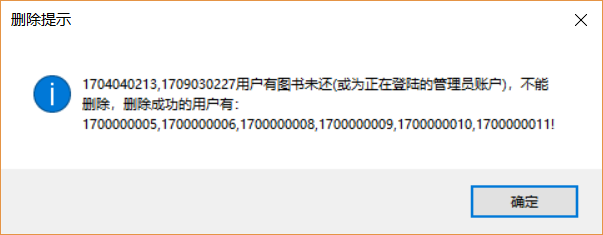 删除提示
1704040213,1709030227用户有图书未还(或为正在登陆的管理员账户)，不能
删除，删除成功的用户有：
1700000005,1700000006,1700000008,1700000009,1700000010,1700000011!
确定